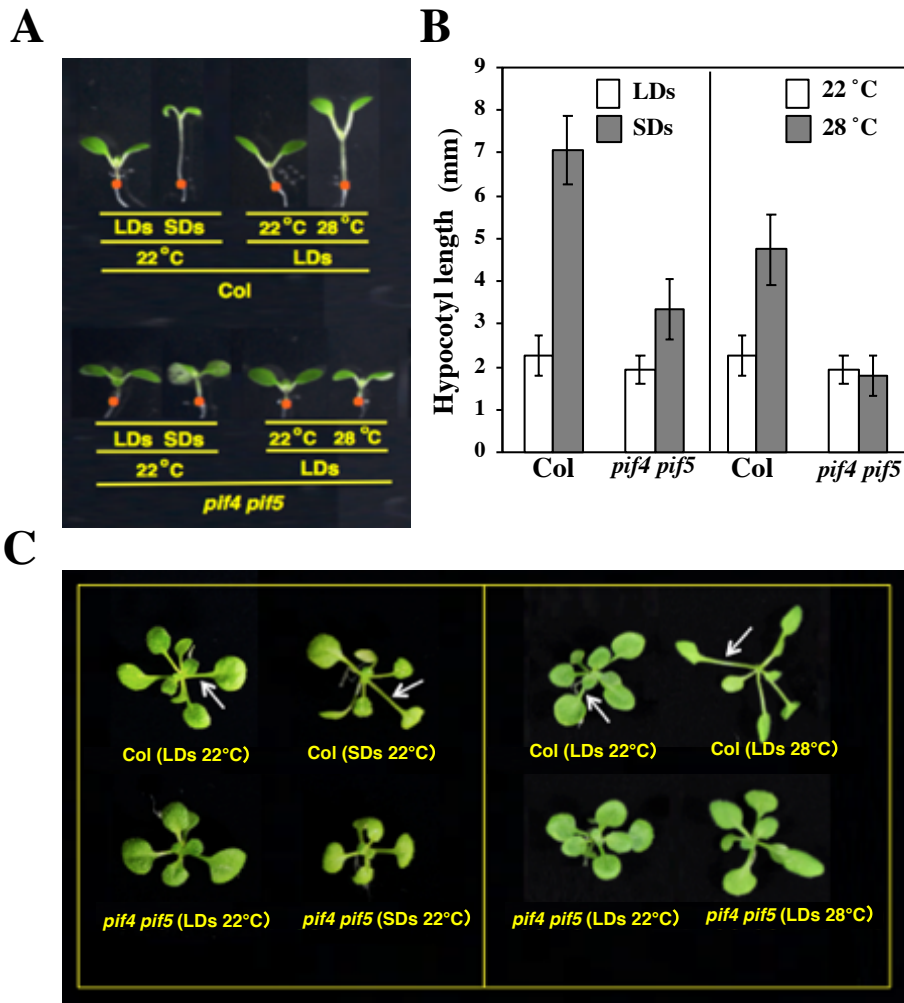 A
LDs SDs
22°C 28°C
22°C
LDs
Col
LDs SDs
22°C 28°C
22°C
LDs
pif4 pif5
B
Hypocotyl length (mm)
9
8
7
6
5
4
3
2
1
0
LDs
SDs
22 °C
28 °C
Col
pif4 pif5
Col
pif4 pif5
C
Col (LDs 22°C)
Col (SDs 22°C)
Col (LDs 22°C)
Col (LDs 28°C)
pif4 pif5 (LDs 22°C)
pif4 pif5 (SDs 22°C)
pif4 pif5 (LDs 22°C)
pif4 pif5 (LDs 28°C)